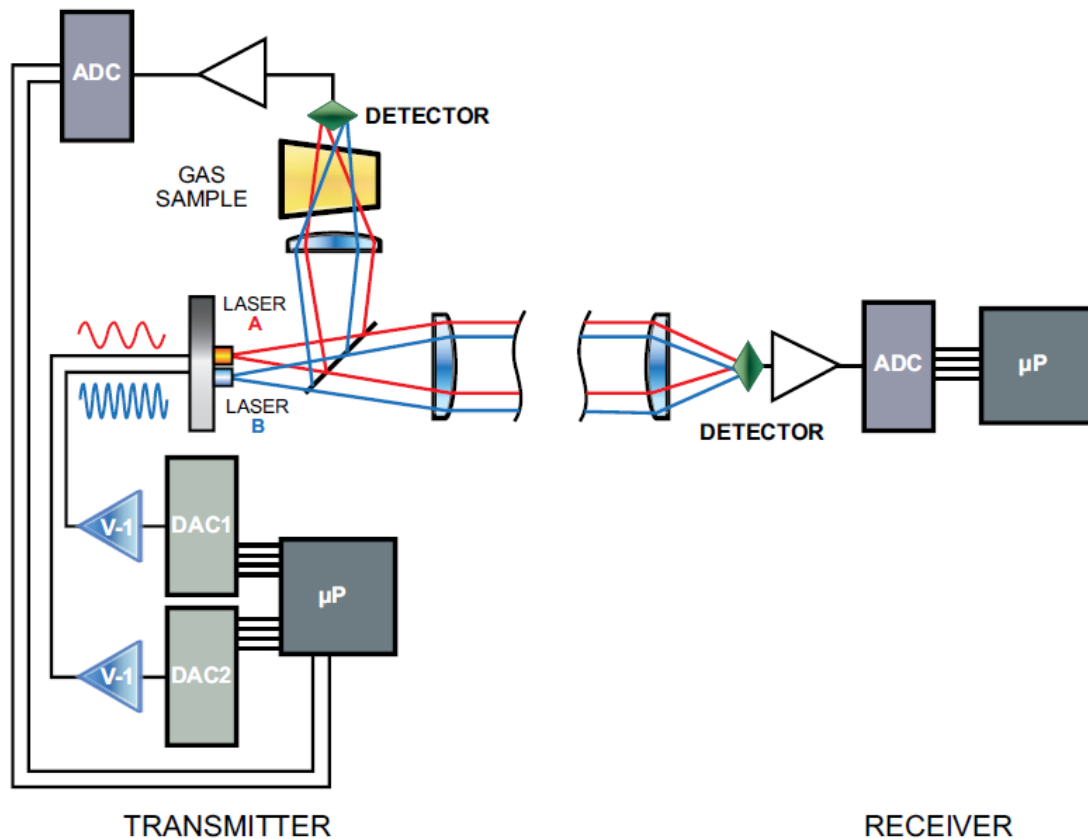 ADC
DETECTOR
GAS
SAMPLE
LASER
A
LASER
B
ADC
µP
DETECTOR
V-1
DAC1
µP
V-1
DAC2
TRANSMITTER
RECEIVER